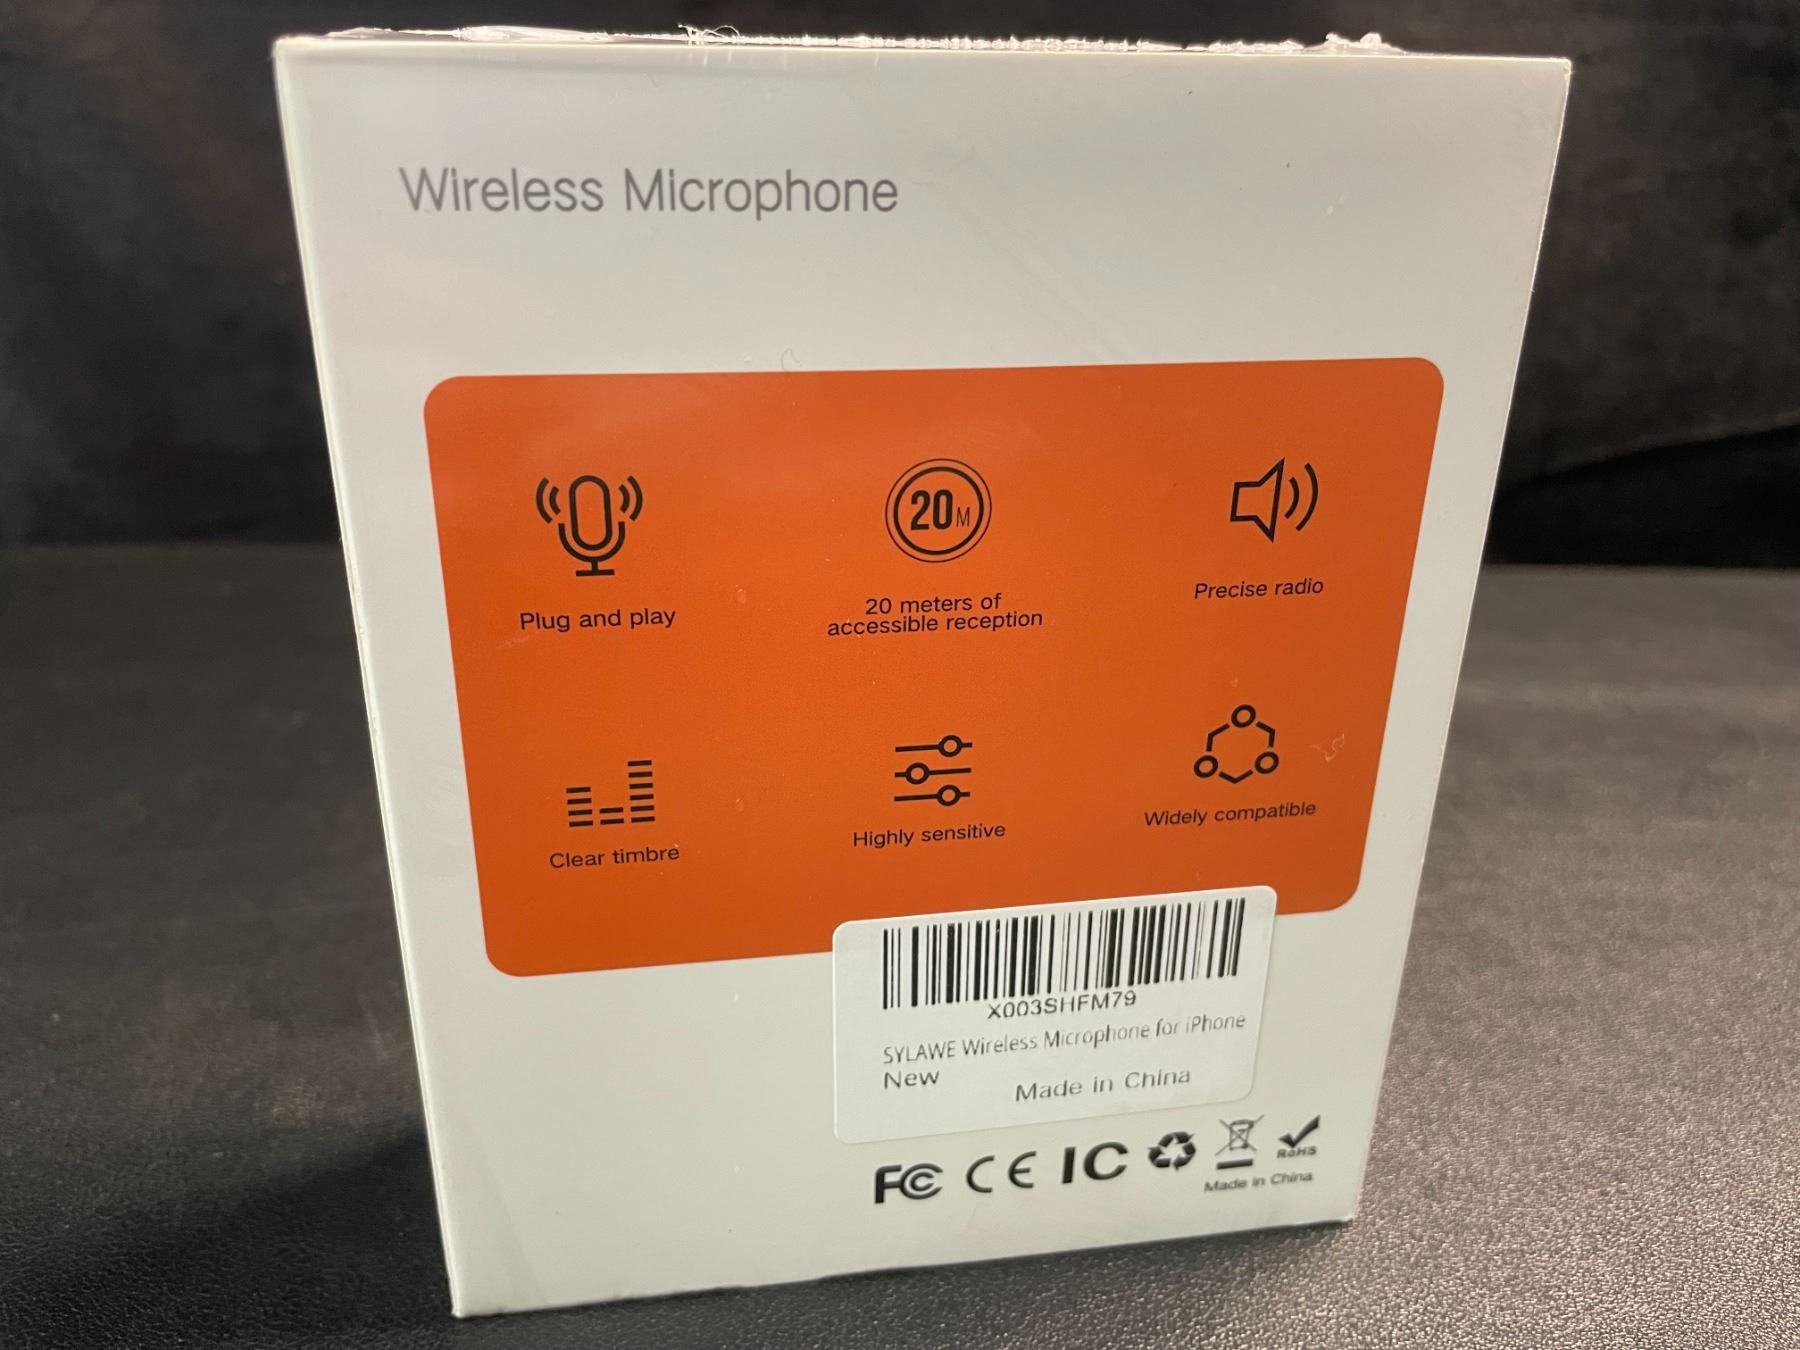 Wireless Microphone
20M
Plug and play
20 meters of
accessible reception
Precise radio
Clear timbre
Highly sensitive
Widely compatible
X003SHFM79
SYLAWE Wireless Microphone for iPhone
New
Made in China
FC CE IC
RoHS
Made in China